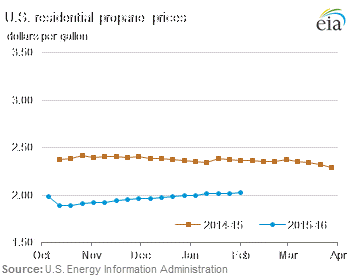 U.S. residential propane prices
dollars per gallon
eia
3.50
3.00
2.50
2.00
1.50
Oct Nov Dec Jan Feb Mar Apr
2014-15 2015-16
Source: U.S. Energy Information Administration